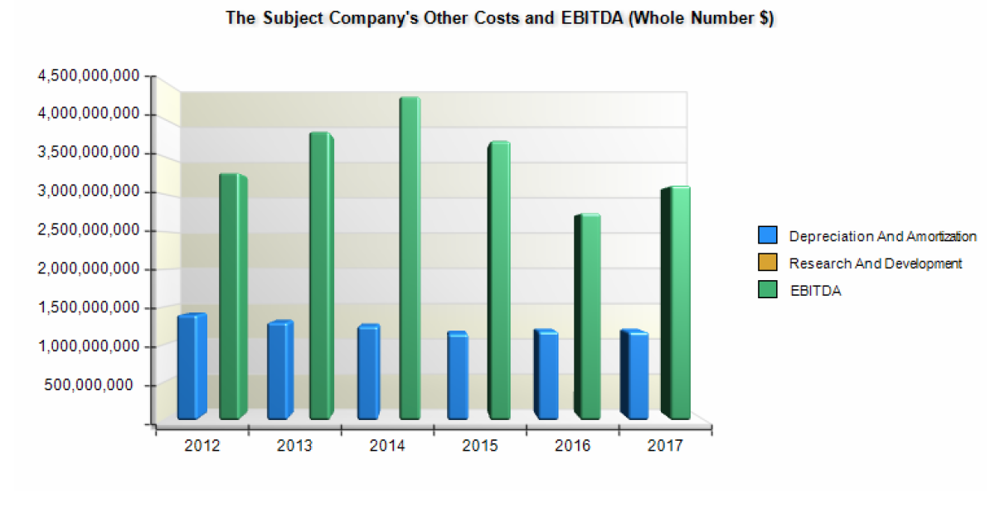 The Subject Company's Other Costs and EBITDA (Whole Number $)
4,500,000,000
4,000,000,000
3,500,000,000
3,000,000,000
2,500,000,000
2,000,000,000
1,500,000,000
1,000,000,000
500,000,000
2012 2013 2014 2015 2016 2017
Depreciation And Amortization
Research And Development
EBITDA